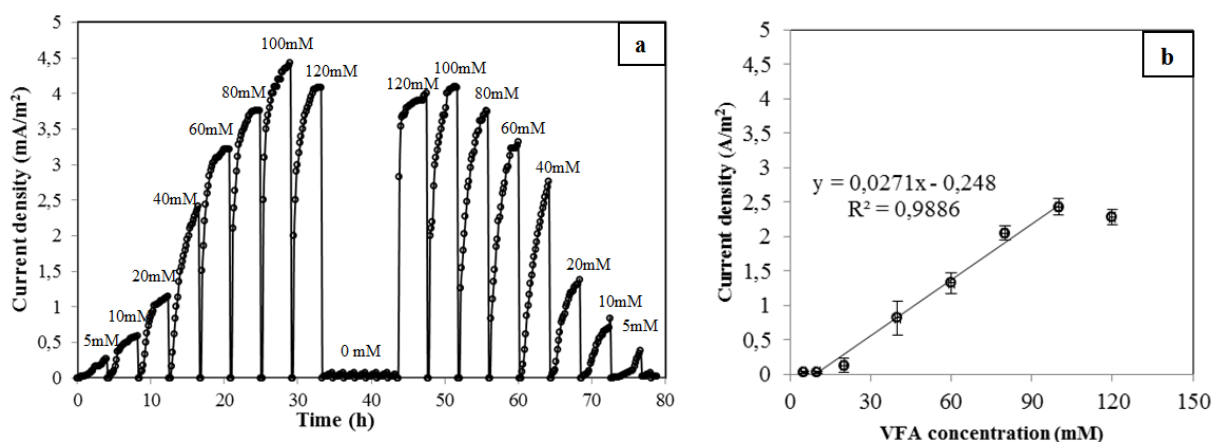 a
Current density (mA/m²)
5
4,5
4
3,5
3
2,5
2
1,5
1
0,5
0
5mM
10mM
20mM
40mM
60mM
80mM
100mM
120mM
0 mM
120mM
100mM
80mM
60mM
40mM
20mM
10mM
5mM
0 10 20 30 40 50 60 70 80
Time (h)
b
Current density (A/m²)
5
4,5
4
3,5
3
2,5
2
1,5
1
0,5
0
y = 0,0271x - 0,248
R² = 0,9886
0 30 60 90 120 150
VFA concentration (mM)